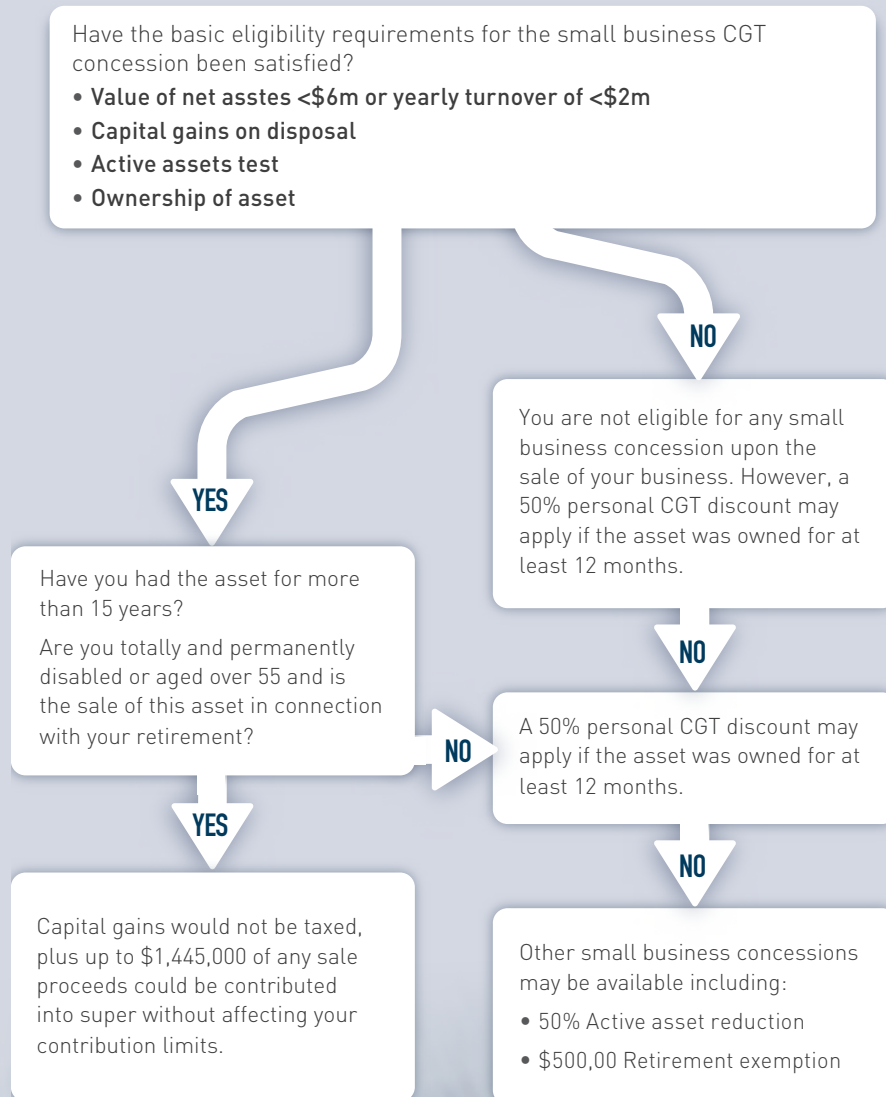 Have the basic eligibility requirements for the small business CGT
concession been satisfied?
• Value of net asstes <$6m or yearly turnover of <$2m
• Capital gains on disposal
• Active assets test
• Ownership of asset
NO
You are not eligible for any small
business concession upon the
sale of your business. However, a
50% personal CGT discount may
apply if the asset was owned for at
least 12 months.
YES
Have you had the asset for more
than 15 years?
Are you totally and permanently
disabled or aged over 55 and is
the sale of this asset in connection
with your retirement?
NO
NO
A 50% personal CGT discount may
apply if the asset was owned for at
least 12 months.
YES
Capital gains would not be taxed,
plus up to $1,445,000 of any sale
proceeds could be contributed
into super without affecting your
contribution limits.
NO
Other small business concessions
may be available including:
• 50% Active asset reduction
• $500,00 Retirement exemption